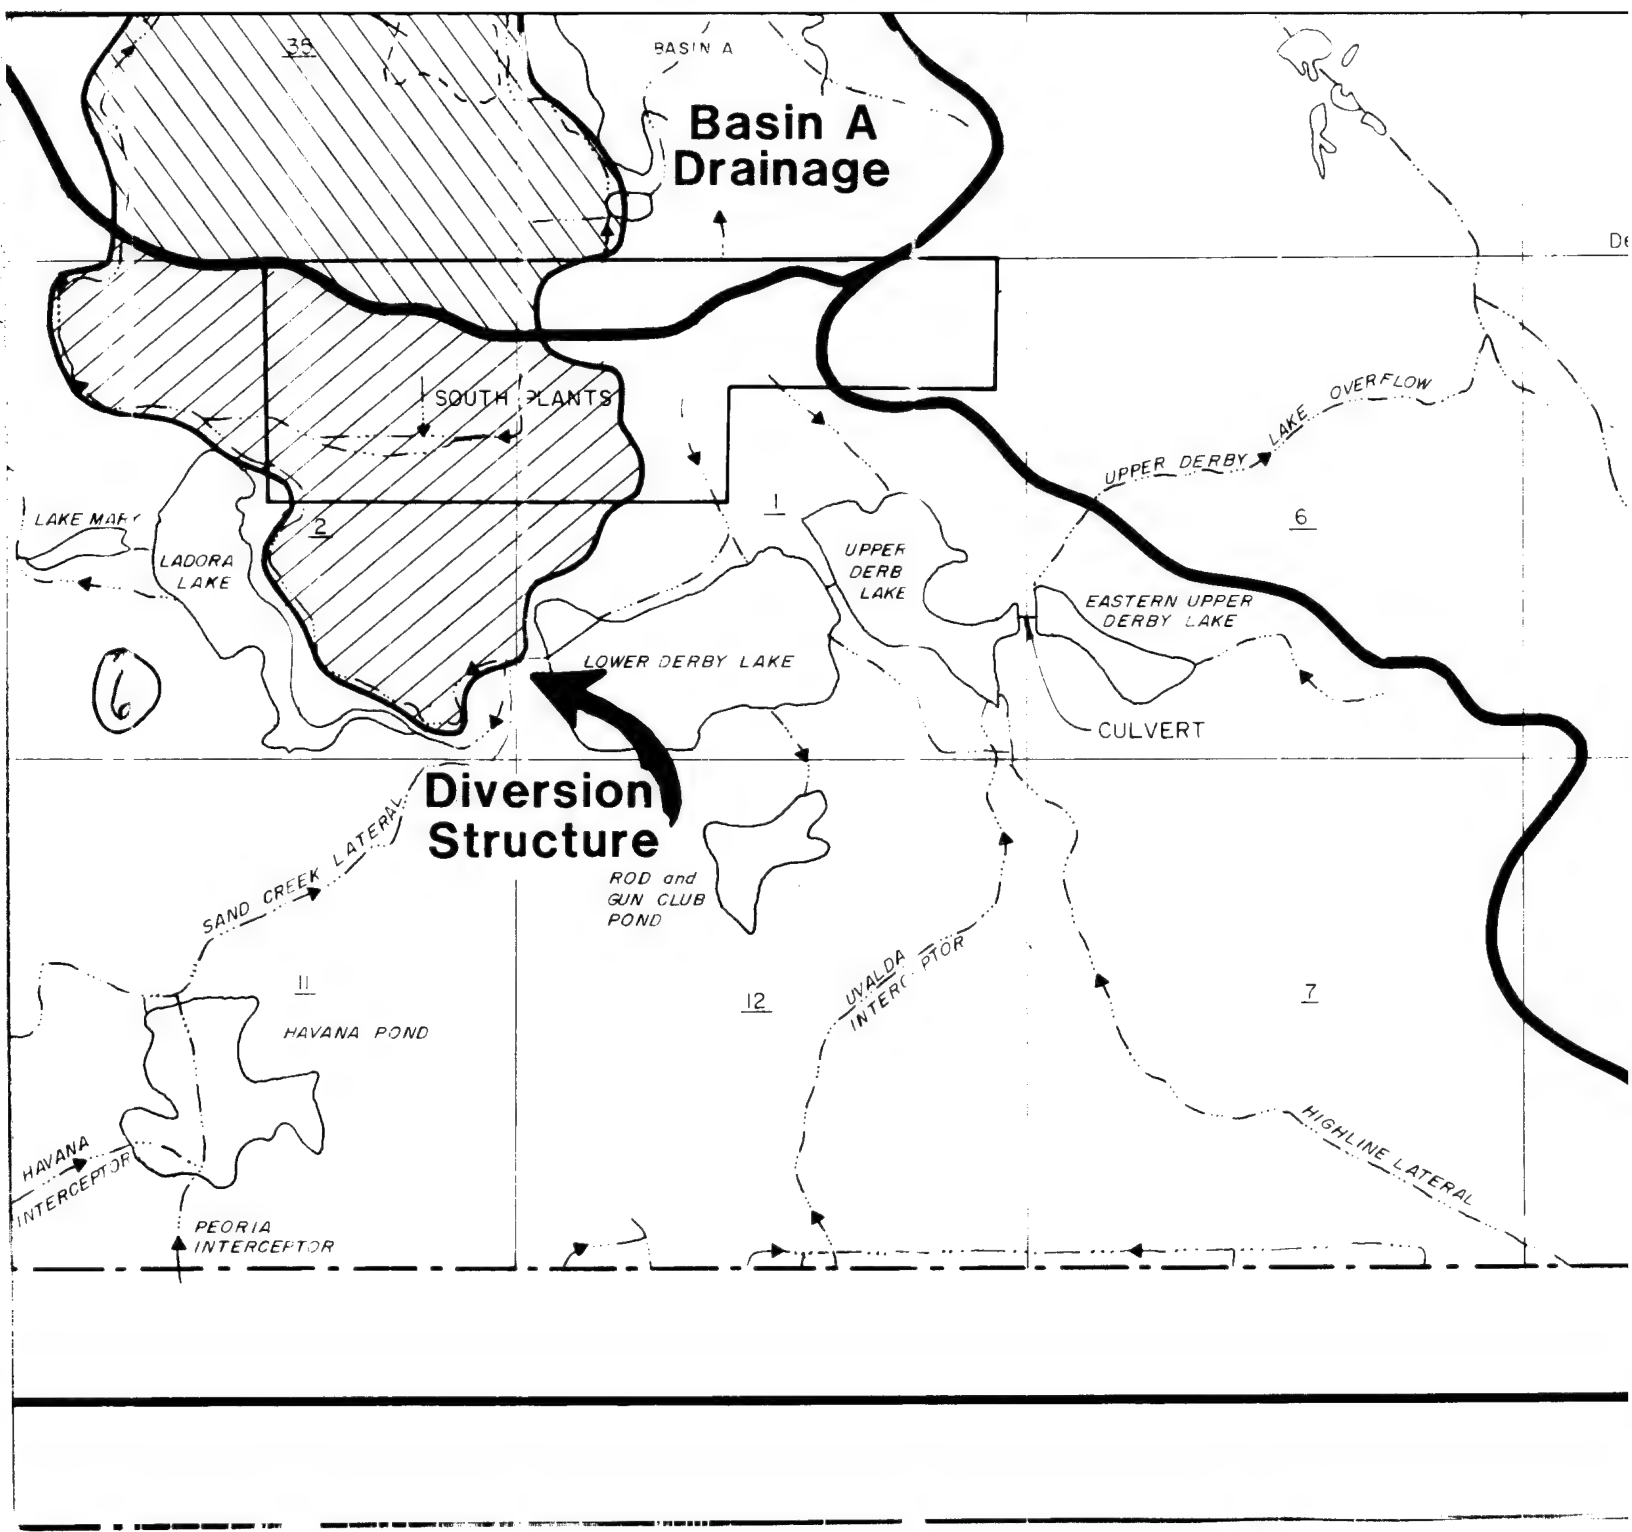 35
BASIN A
Basin A
Drainage
De
SOUTH PLANTS
UPPER DERBY LAKE OVERFLOW
LAKE MARY
2
1
6
LADORA
LAKE
UPPER
DERB
LAKE
EASTERN UPPER
DERBY LAKE
6
LOWER DERBY LAKE
CULVERT
Diversion
Structure
SAND CREEK LATERAL
ROD and
GUN CLUB
POND
UVALDA
INTERCEPTOR
11
12
7
HAVANA POND
HAVANA
INTERCEPTOR
HIGHLINE LATERAL
PEORIA
INTERCEPTOR